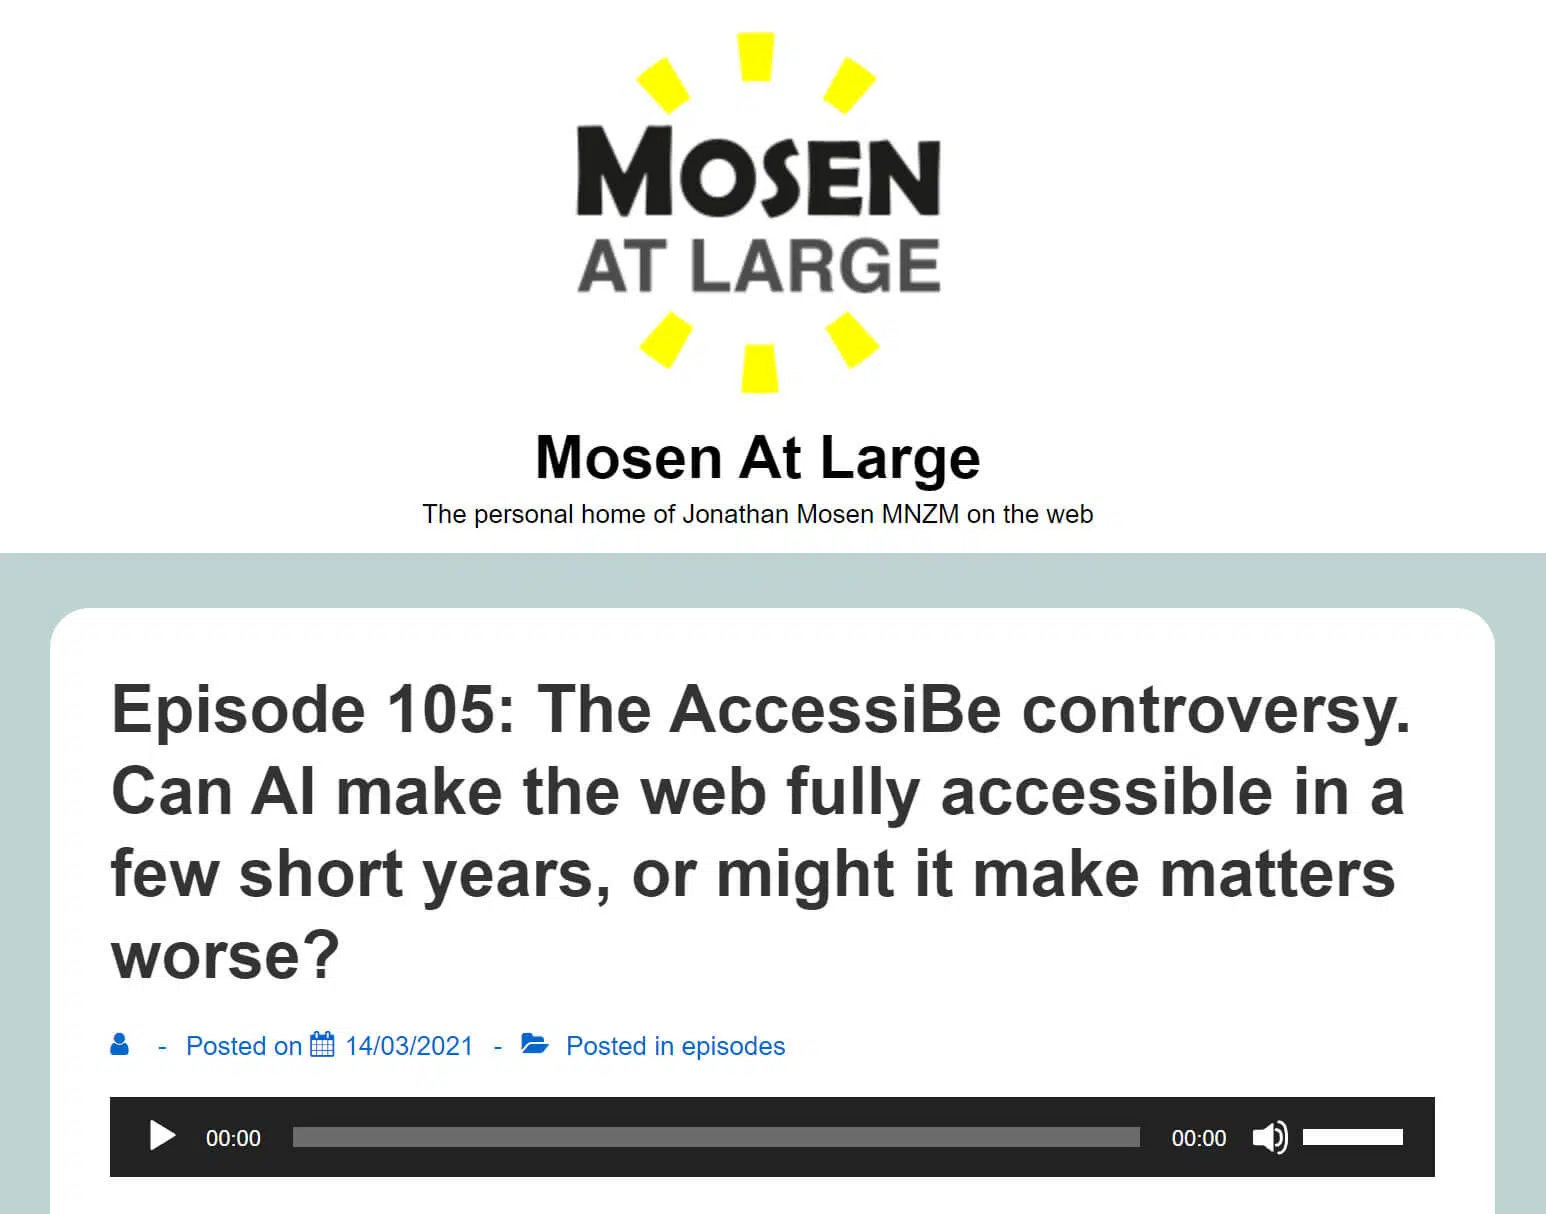 MOSEN
AT LARGE
Mosen At Large
The personal home of Jonathan Mosen MNZM on the web
Episode 105: The AccessiBe controversy.
Can AI make the web fully accessible in a
few short years, or might it make matters
worse?
- Posted on 14/03/2021 - Posted in episodes
00:00 00:00